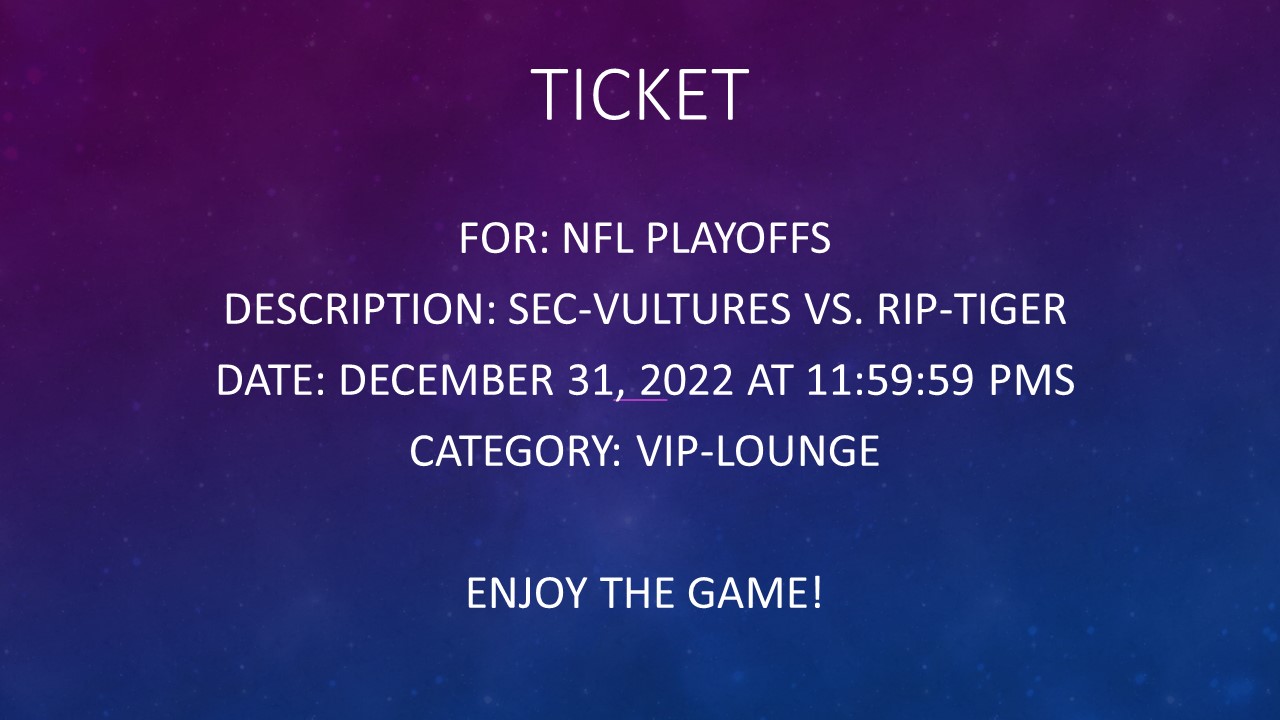 TICKET
FOR: NFL PLAYOFFS
DESCRIPTION: SEC-VULTURES VS. RIP-TIGER
DATE: DECEMBER 31, 2022 AT 11:59:59 PMS
CATEGORY: VIP-LOUNGE
ENJOY THE GAME!